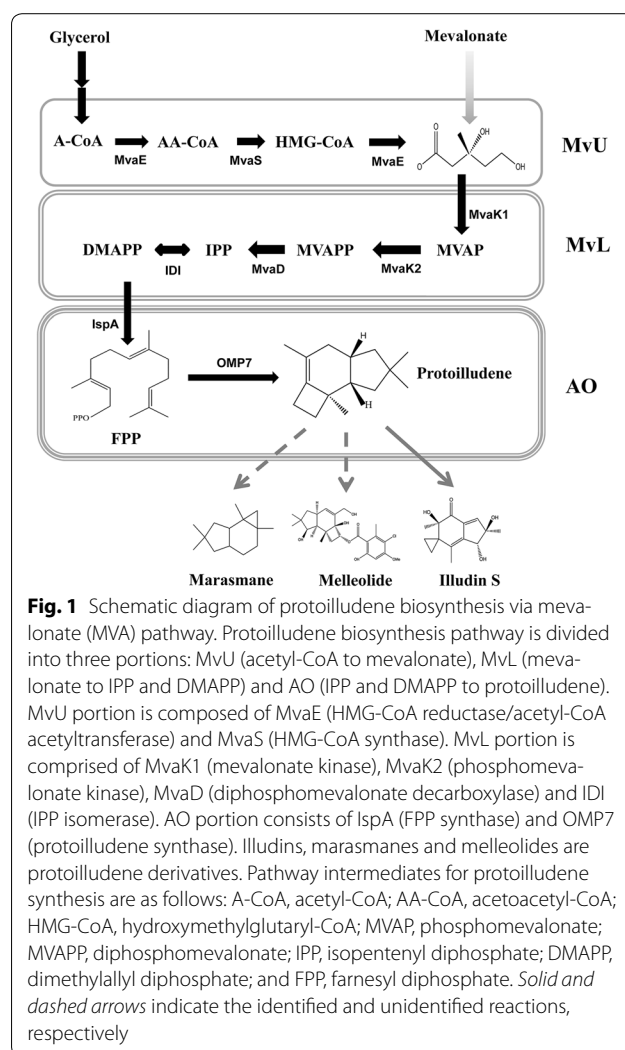 Glycerol Mevalonate
A-CoA AA-CoA HMG-CoA O O OH OH MvU
MvaE MvaS MvaE
MvaK1
DMAPP IPP MVAPP MVAP MvL
IDI MvaD MvaK2
IspA
OMP7
H
Protoilludene AO
PPO H
FPP
Marasmane Melleolide Illudin S
Fig. 1 Schematic diagram of protoilludene biosynthesis via meva-
lonate (MVA) pathway. Protoilludene biosynthesis pathway is divided
into three portions: MvU (acetyl-CoA to mevalonate), MvL (meva-
lonate to IPP and DMAPP) and AO (IPP and DMAPP to protoilludene).
MvU portion is composed of MvaE (HMG-CoA reductase/acetyl-CoA
acetyltransferase) and MvaS (HMG-CoA synthase). MvL portion is
comprised of MvaK1 (mevalonate kinase), MvaK2 (phosphomeva-
lonate kinase), MvaD (diphosphomevalonate decarboxylase) and IDI
(IPP isomerase). AO portion consists of IspA (FPP synthase) and OMP7
(protoilludene synthase). Illudins, marasmanes and melleolides are
protoilludene derivatives. Pathway intermediates for protoilludene
synthesis are as follows: A-CoA, acetyl-CoA; AA-CoA, acetoacetyl-CoA;
HMG-CoA, hydroxymethylglutaryl-CoA; MVAP, phosphomevalonate;
MVAPP, diphosphomevalonate; IPP, isopentenyl diphosphate; DMAPP,
dimethylallyl diphosphate; and FPP, farnesyl diphosphate. Solid and
dashed arrows indicate the identified and unidentified reactions,
respectively